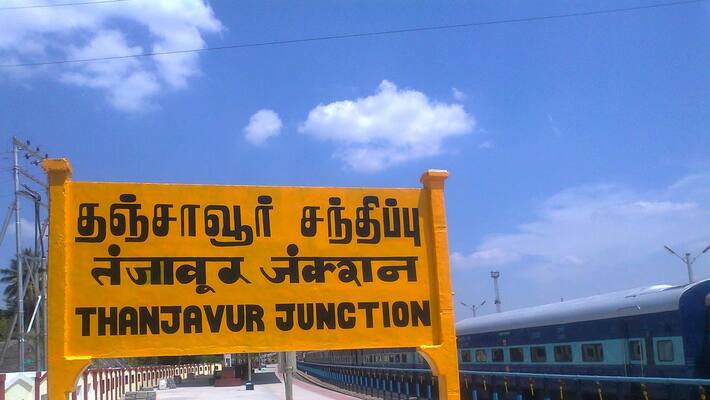 தஞ்சாவூர் சந்திப்பு
तंजावूर जंक्शन
THANJAVUR JUNCTION